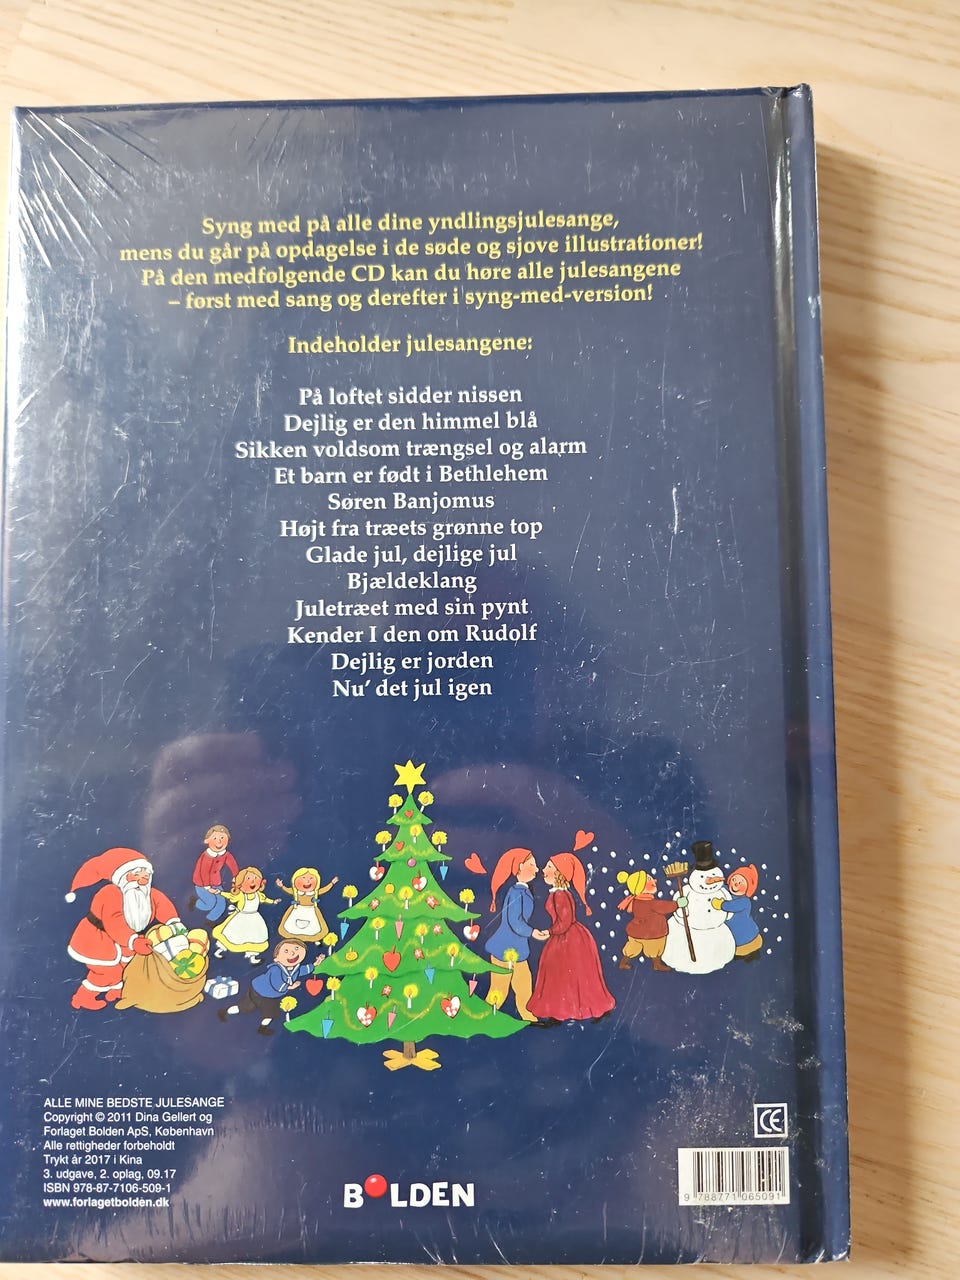 Syng med på alle dine yndlingsjulesange,
mens du går på opdagelse i de søde og sjove illustrationer!
På den medfølgende CD kan du høre alle julesangene
– først med sang og derefter i syng-med-version!
Indeholder julesangene:
På loftet sidder nissen
Dejlig er den himmel blå
Sikken voldsom trængsel og alarm
Et barn er født i Bethlehem
Søren Banjomus
Højt fra træets grønne top
Glade jul, dejlige jul
Bjældeklang
Juletræet med sin pynt
Kender I den om Rudolf
Dejlig er jorden
Nu’ det jul igen
ALLE MINE BEDSTE JULESANGE
Copyright © 2011 Dina Gellert og
Forlaget Bolden ApS, København
Alle rettigheder forbeholdt
Trykt år 2017 i Kina
3. udgave, 2. oplag, 09.17
ISBN 978-87-7106-509-1
www.forlagetbolden.dk
BOLDEN
CE
9 788771 065091